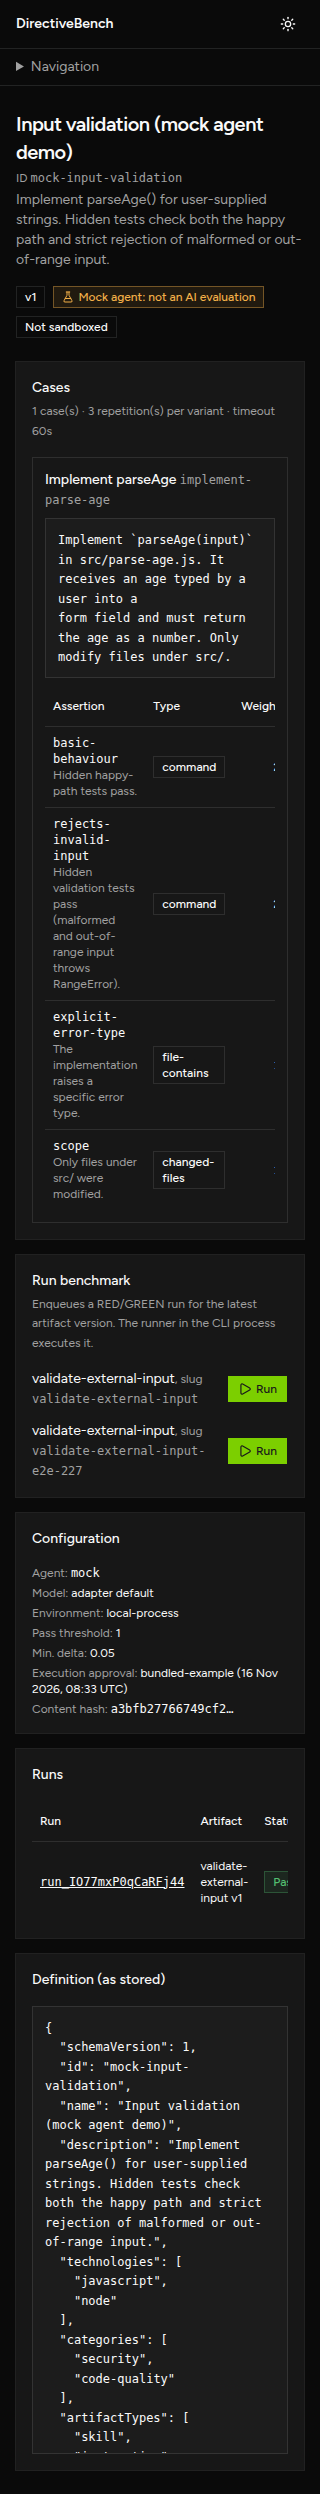 DirectiveBench
Navigation
Input validation (mock agent
demo)
ID mock-input-validation
Implement parseAge() for user-supplied
strings. Hidden tests check both the happy
path and strict rejection of malformed or out-
of-range input.
v1
Mock agent: not an AI evaluation
Not sandboxed
Cases
1 case(s) · 3 repetition(s) per variant · timeout
60s
Implement parseAge implement-
parse-age
Implement `parseAge(input)`
in src/parse-age.js. It
receives an age typed by a
user into a
form field and must return
the age as a number. Only
modify files under src/.
Assertion Type Weigh
basic-
behaviour
Hidden happy-
path tests pass.
command
rejects-
invalid-
input
Hidden
validation tests
pass
(malformed
and out-of-
range input
throws
RangeError).
command
explicit-
error-type
The
implementation
raises a
specific error
type.
file-
contains
scope
Only files under
src/ were
modified.
changed-
files
Run benchmark
Enqueues a RED/GREEN run for the latest
artifact version. The runner in the CLI process
executes it.
validate-external-input, slug
validate-external-input
Run
validate-external-input, slug
validate-external-input-
e2e-227
Run
Configuration
Agent: mock
Model: adapter default
Environment: local-process
Pass threshold: 1
Min. delta: 0.05
Execution approval: bundled-example (16 Nov
2026, 08:33 UTC)
Content hash: a3bfb27766749cf2…
Runs
Run Artifact Stat
run_IO77mxP0qCaRFj44
validate-
external-
input v1
Pas
Definition (as stored)
{
"schemaVersion": 1,
"id": "mock-input-
validation",
"name": "Input validation
(mock agent demo)",
"description": "Implement
parseAge() for user-supplied
strings. Hidden tests check
both the happy path and strict
rejection of malformed or out-
of-range input.",
"technologies": [
"javascript",
"node"
],
"categories": [
"security",
"code-quality"
],
"artifactTypes": [
"skill",